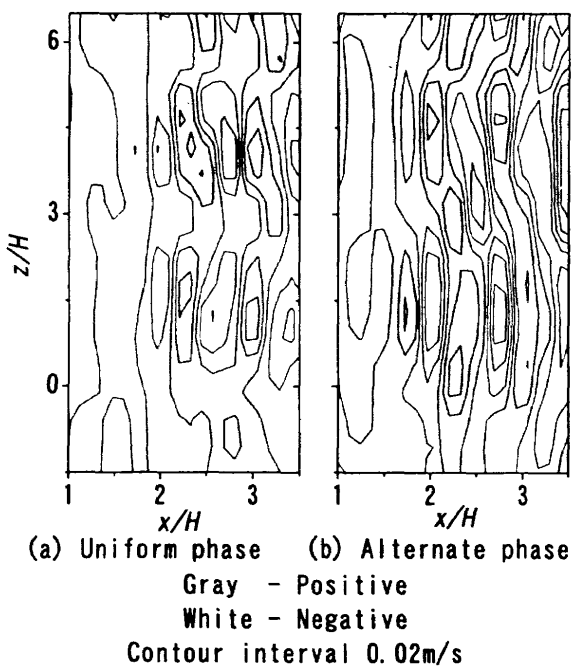 6
3
0
z/H
1 2 3 1 2 3
x/H x/H
(a) Uniform phase (b) Alternate phase
Gray - Positive
White - Negative
Contour interval 0.02m/s